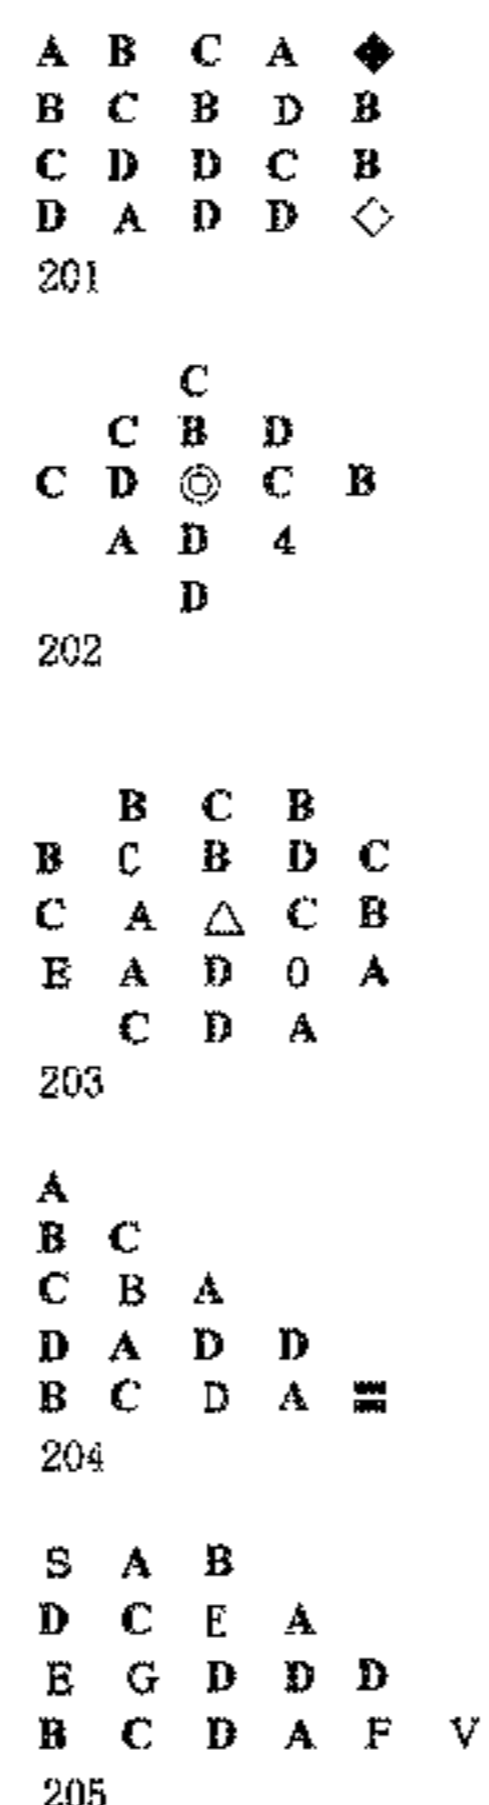 A B C A ◆
B C B D B
C D D C B
D A D D ◇
201
C
C B D
C D ◎ C B
A D 4
D
202
B C B
B C B D C
C A △ C B
E A D 0 A
C D A
203
A
B C
C B A
D A D D
B C D A
204
S A B
D C E A
E G D D D
B C D A F V
205